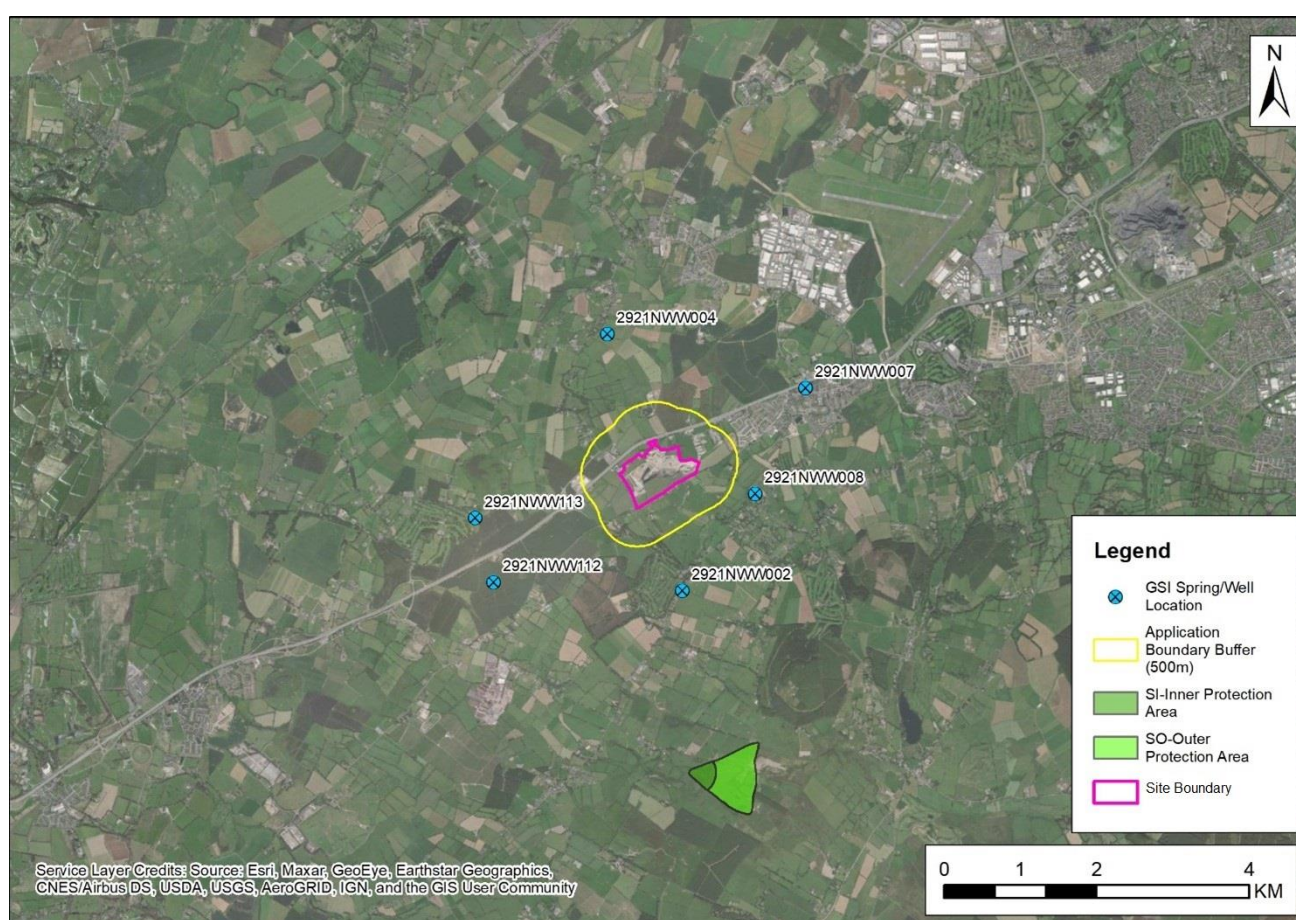 N
2921NWW004
2921NWW007
2921NWW008
2921NWW113
2921NWW112
2921NWW002
Legend
GSI Spring/Well
Location
Application
Boundary Buffer
(500m)
SI-Inner Protection
Area
SO-Outer
Protection Area
Site Boundary
Service Layer Credits: Source: Esri, Maxar, GeoEye, Earthstar Geographics,
CNES/Airbus DS, USDA, USGS, AeroGRID, IGN, and the GIS User Community
0 1 2 4
KM